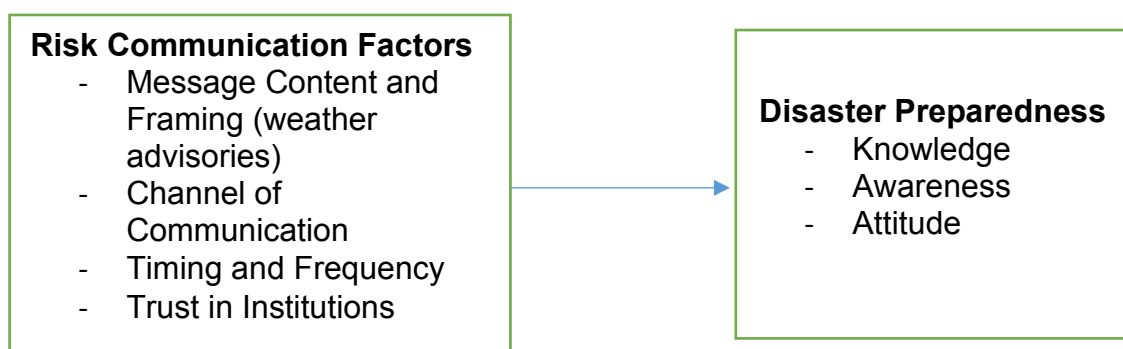 Risk Communication Factors
- Message Content and
Framing (weather
advisories)
- Channel of
Communication
- Timing and Frequency
- Trust in Institutions
Disaster Preparedness
- Knowledge
- Awareness
- Attitude